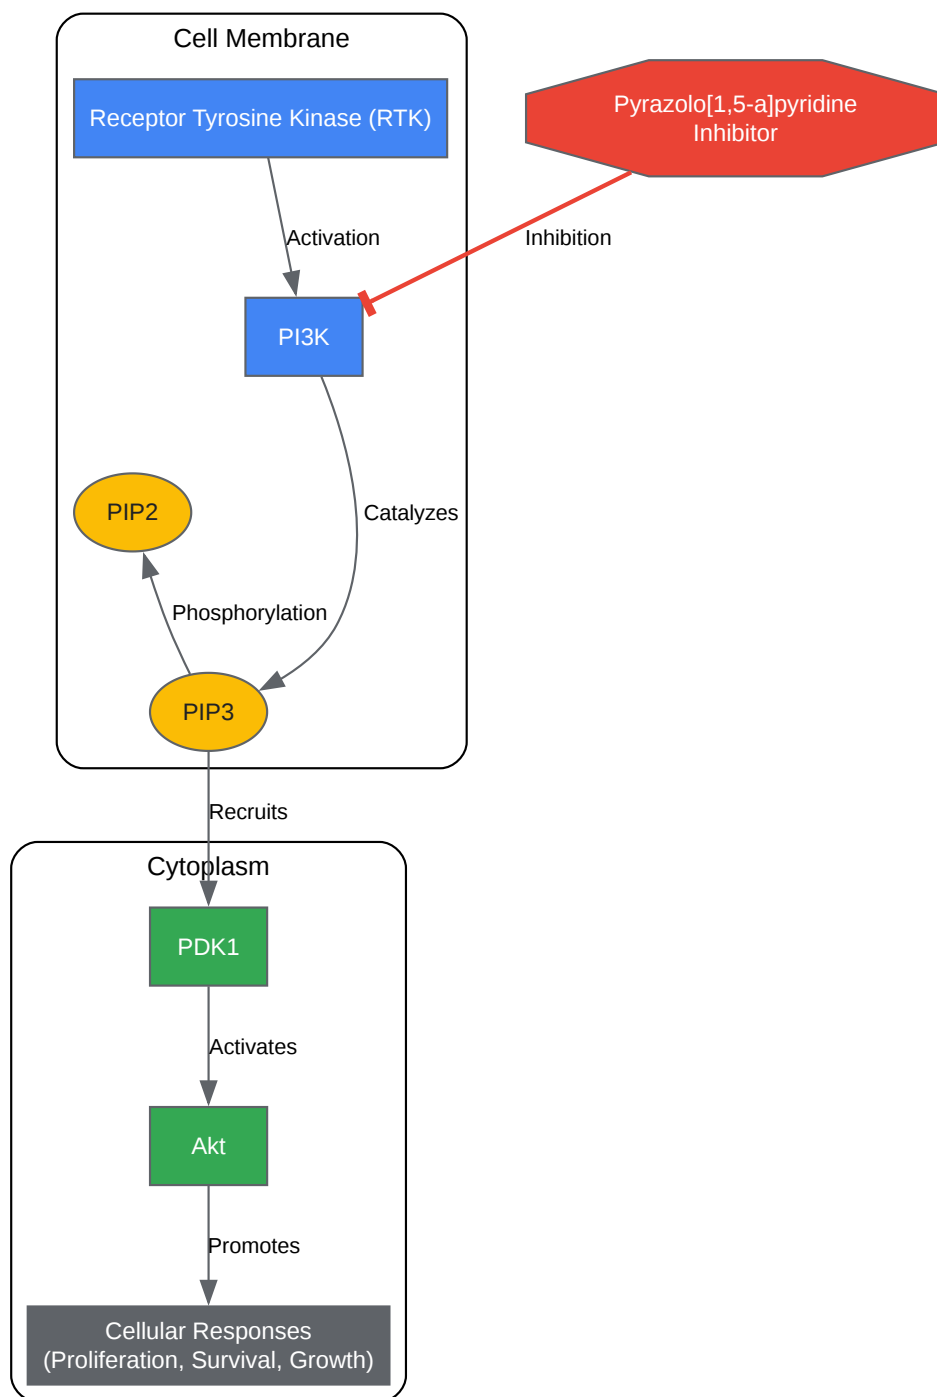 Cell Membrane
Receptor Tyrosine Kinase (RTK)
Pyrazolo[1,5-a]pyridine
Inhibitor
Activation
Inhibition
PI3K
PIP2
Catalyzes
Phosphorylation
PIP3
Recruits
Cytoplasm
PDK1
Activates
Akt
Promotes
Cellular Responses
(Proliferation, Survival, Growth)